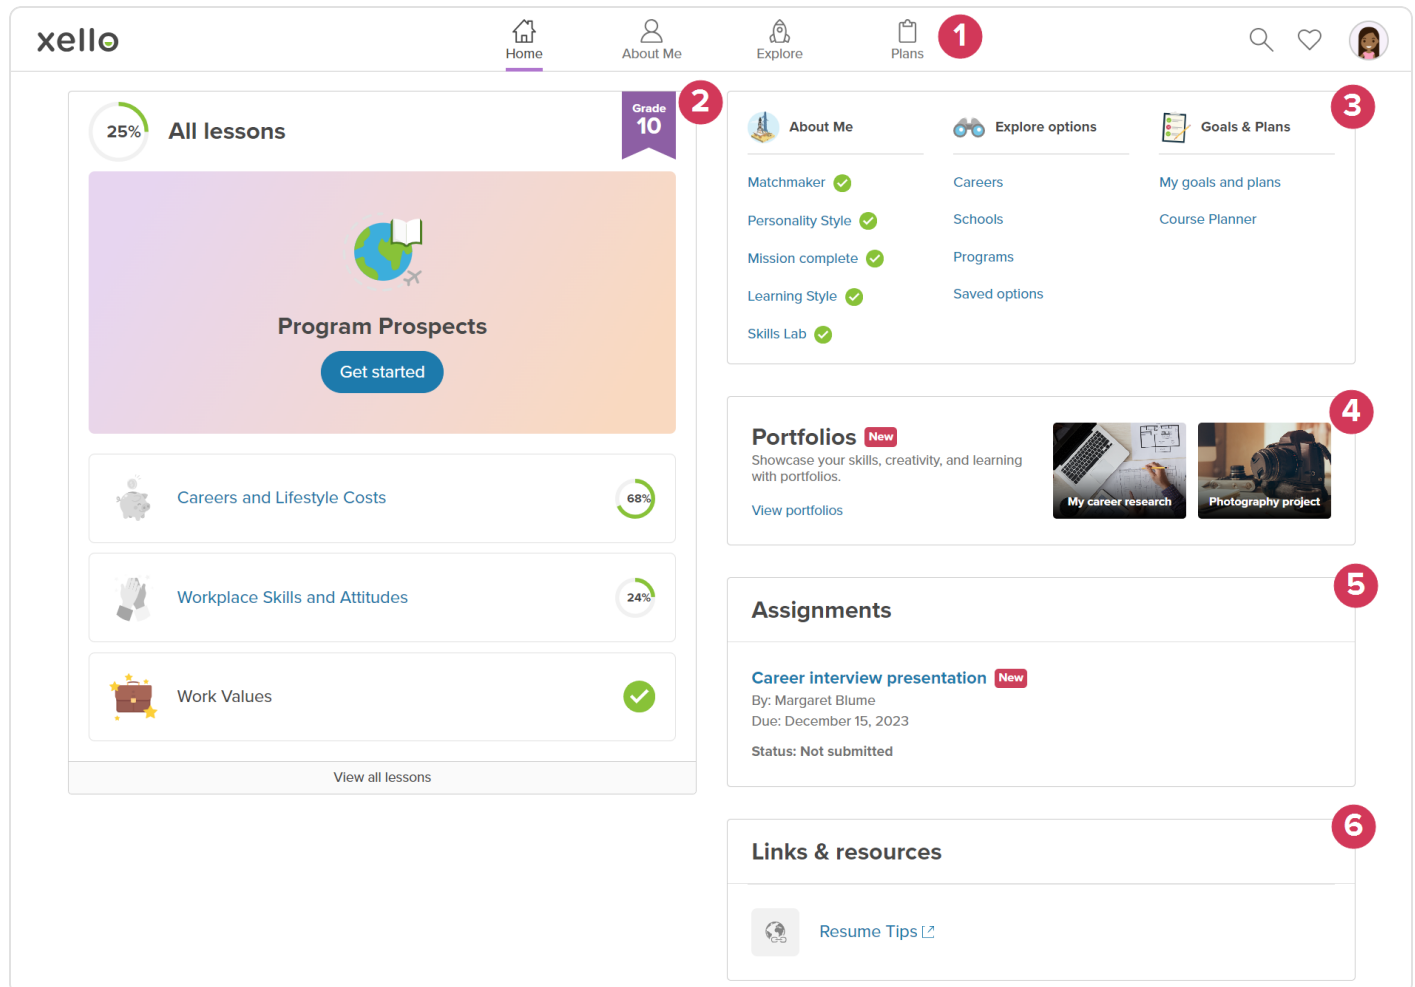 xello
Home
About Me
Explore
Plans
1
25%
All lessons
Grade
10
2
Program Prospects
Get started
Careers and Lifestyle Costs
68%
Workplace Skills and Attitudes
24%
Work Values
View all lessons
3
About Me
Matchmaker
Personality Style
Mission complete
Learning Style
Skills Lab
Explore options
Careers
Schools
Programs
Saved options
Goals & Plans
My goals and plans
Course Planner
4
Portfolios New
Showcase your skills, creativity, and learning
with portfolios.
View portfolios
My career research
Photography project
5
Assignments
Career interview presentation New
By: Margaret Blume
Due: December 15, 2023
Status: Not submitted
6
Links & resources
Resume Tips